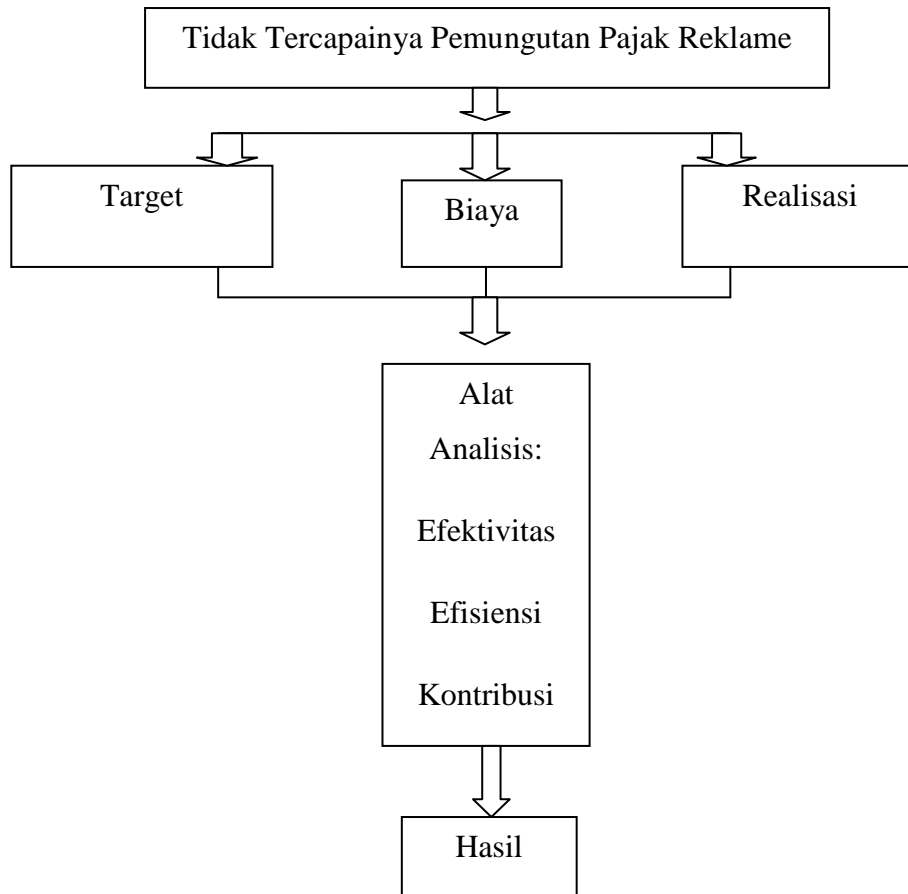 Tidak Tercapainya Pemungutan Pajak Reklame
Target
Biaya
Realisasi
Alat
Analisis:
Efektivitas
Efisiensi
Kontribusi
Hasil